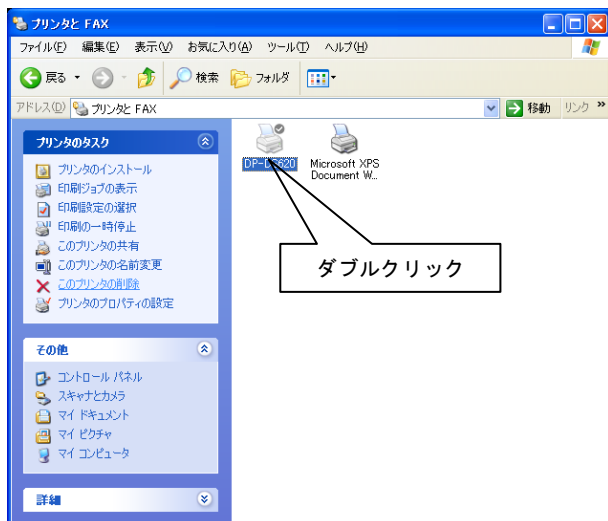 プリンタと FAX
ファイル(F) 編集(E) 表示(V) お気に入り(A) ツール(T) ヘルプ(H)
戻る 検索 フォルダ
アドレス(D) プリンタと FAX 移動 リンク »
プリンタのタスク
プリンタのインストール
印刷ジョブの表示
印刷設定の選択
印刷の一時停止
このプリンタの共有
このプリンタの名前変更
このプリンタの削除
プリンタのプロパティの設定
Microsoft XPS
Document W...
ダブルクリック
その他
コントロール パネル
スキャナとカメラ
マイ ドキュメント
マイ ピクチャ
マイ コンピュータ
詳細